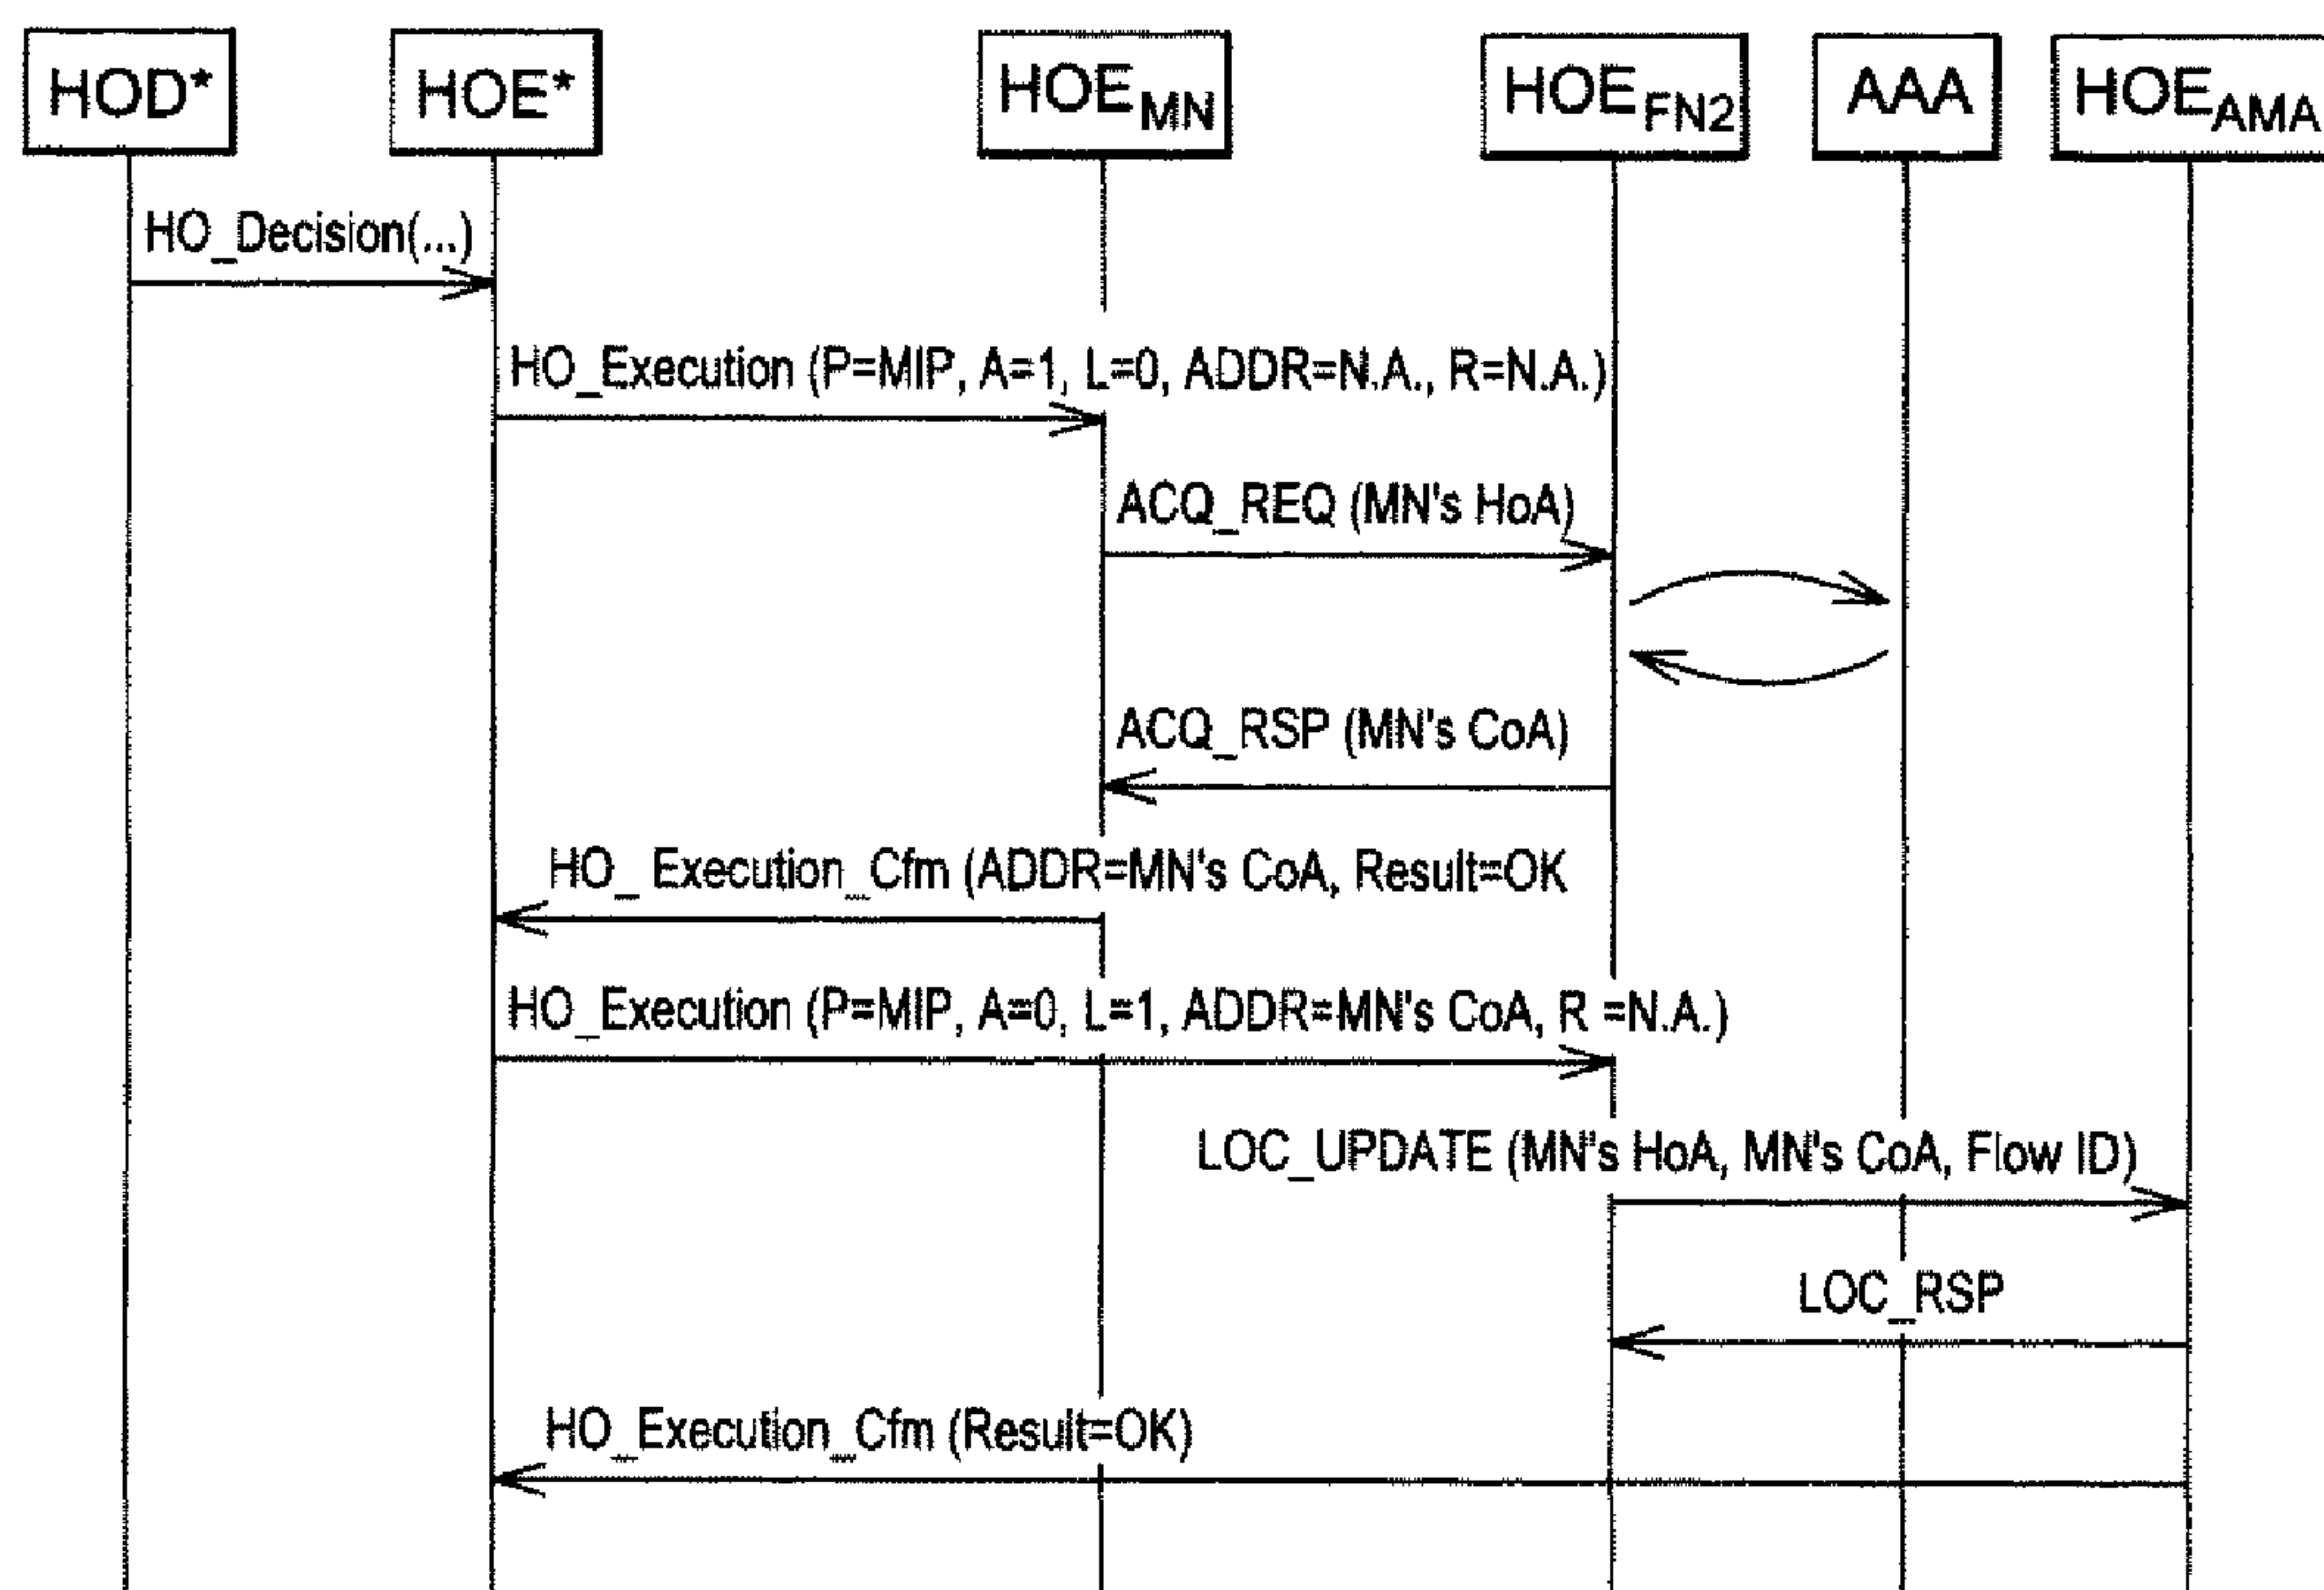 HOD* HOE* HOE_MN HOE_FN2 AAA HOE_AMA
HO_Decision(...)
HO_Execution (P=MIP, A=1, L=0, ADDR=N.A., R=N.A.)
ACQ_REQ (MN's HoA)
ACQ_RSP (MN's CoA)
HO_ Execution_Cfm (ADDR=MN's CoA, Result=OK
HO_Execution (P=MIP, A=0, L=1, ADDR=MN's CoA, R =N.A.)
LOC_UPDATE (MN's HoA, MN's CoA, Flow ID)
LOC_RSP
HO_Execution_Cfm (Result=OK)